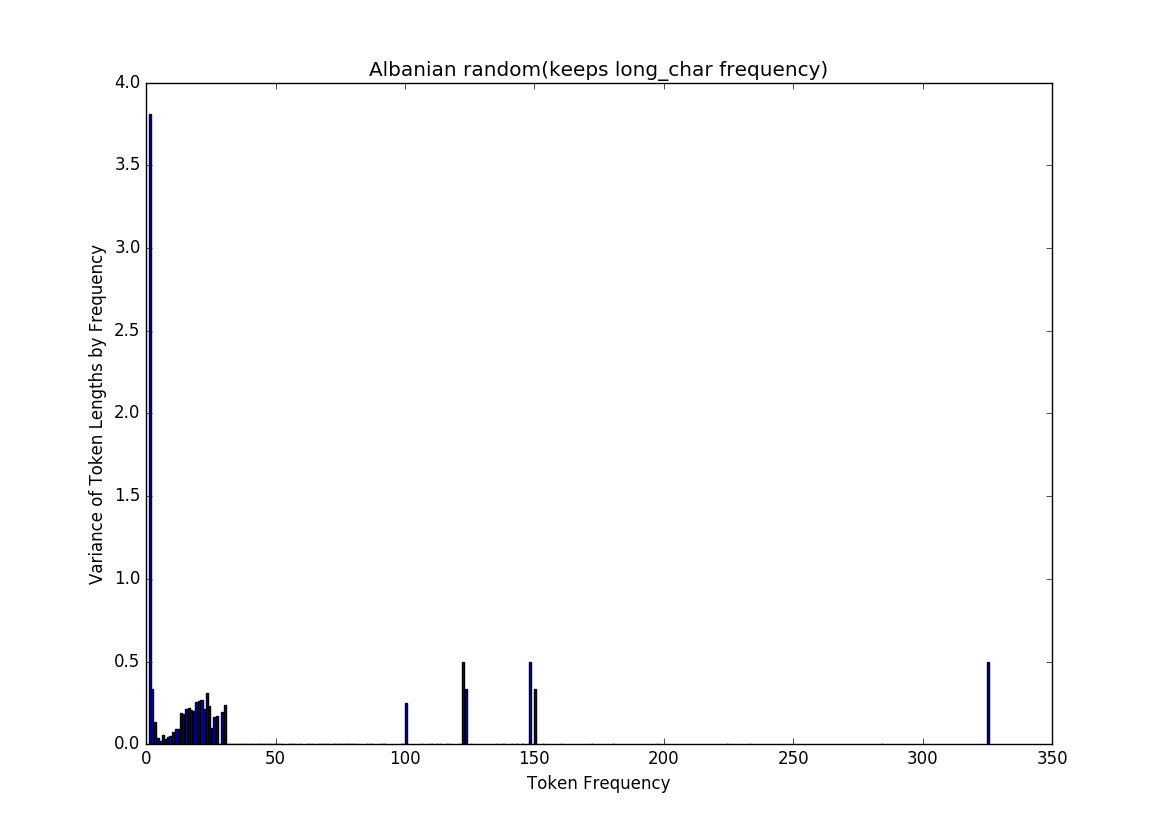 Albanian random(keeps long_char frequency)
4.0
3.5
3.0
2.5
2.0
1.5
1.0
0.5
0.0
Variance of Token Lengths by Frequency
0 50 100 150 200 250 300 350
Token Frequency